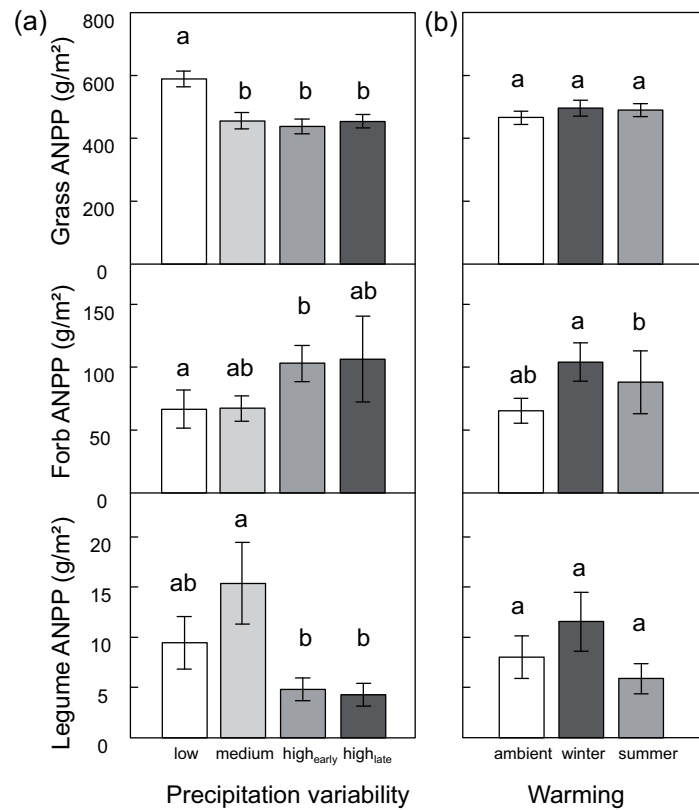 (a)
(b)
Grass ANPP (g/m²)
800
600
400
200
0
a
b
b
b
a
a
a
Forb ANPP (g/m²)
150
100
50
0
a
ab
b
ab
ab
a
b
Legume ANPP (g/m²)
20
15
10
5
0
ab
a
b
b
a
a
a
low medium high_early high_late
ambient winter summer
Precipitation variability
Warming